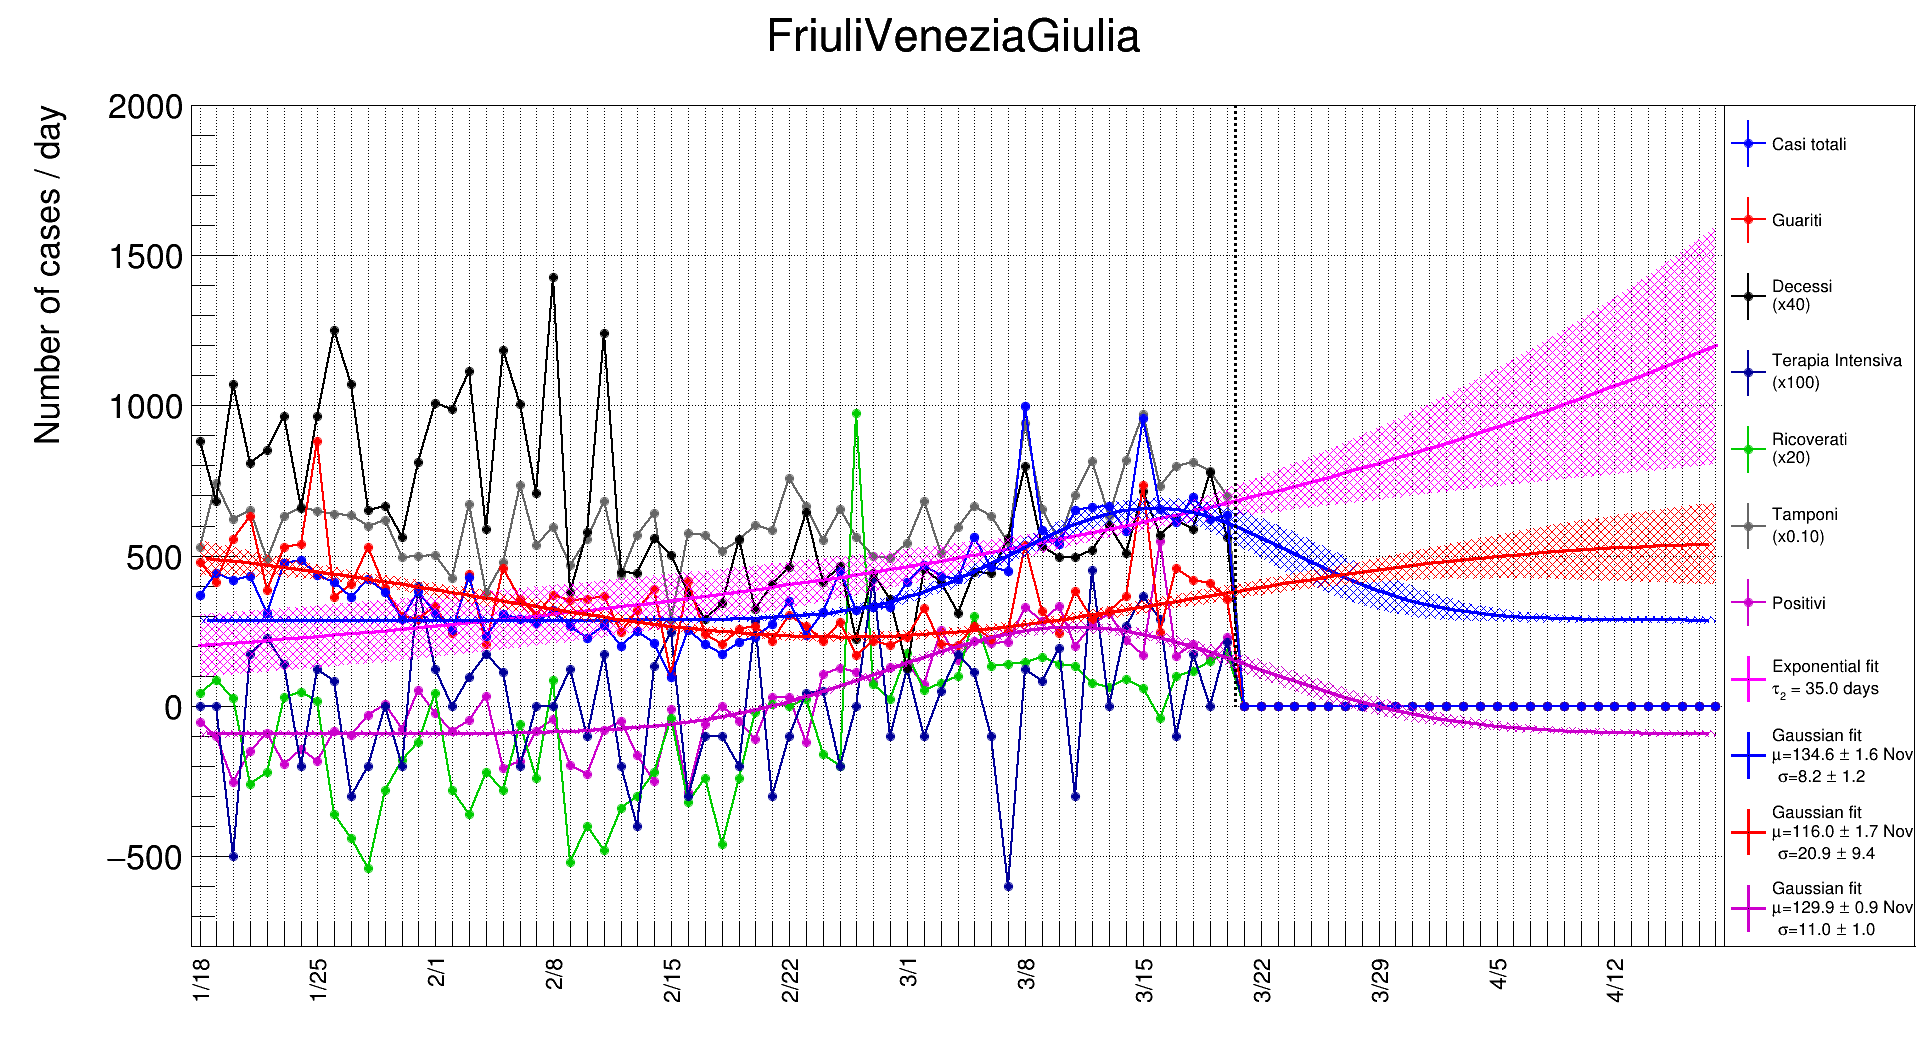 FriuliVeneziaGiulia
Number of cases / day
2000
1500
1000
500
0
−500
1/18
1/25
2/1
2/8
2/15
2/22
3/1
3/8
3/15
3/22
3/29
4/5
4/12
Casi totali
Guariti
Decessi
(x40)
Terapia Intensiva
(x100)
Ricoverati
(x20)
Tamponi
(x0.10)
Positivi
Exponential fit
τ2 = 35.0 days
Gaussian fit
μ=134.6 ± 1.6 Nov
σ=8.2 ± 1.2
Gaussian fit
μ=116.0 ± 1.7 Nov
σ=20.9 ± 9.4
Gaussian fit
μ=129.9 ± 0.9 Nov
σ=11.0 ± 1.0